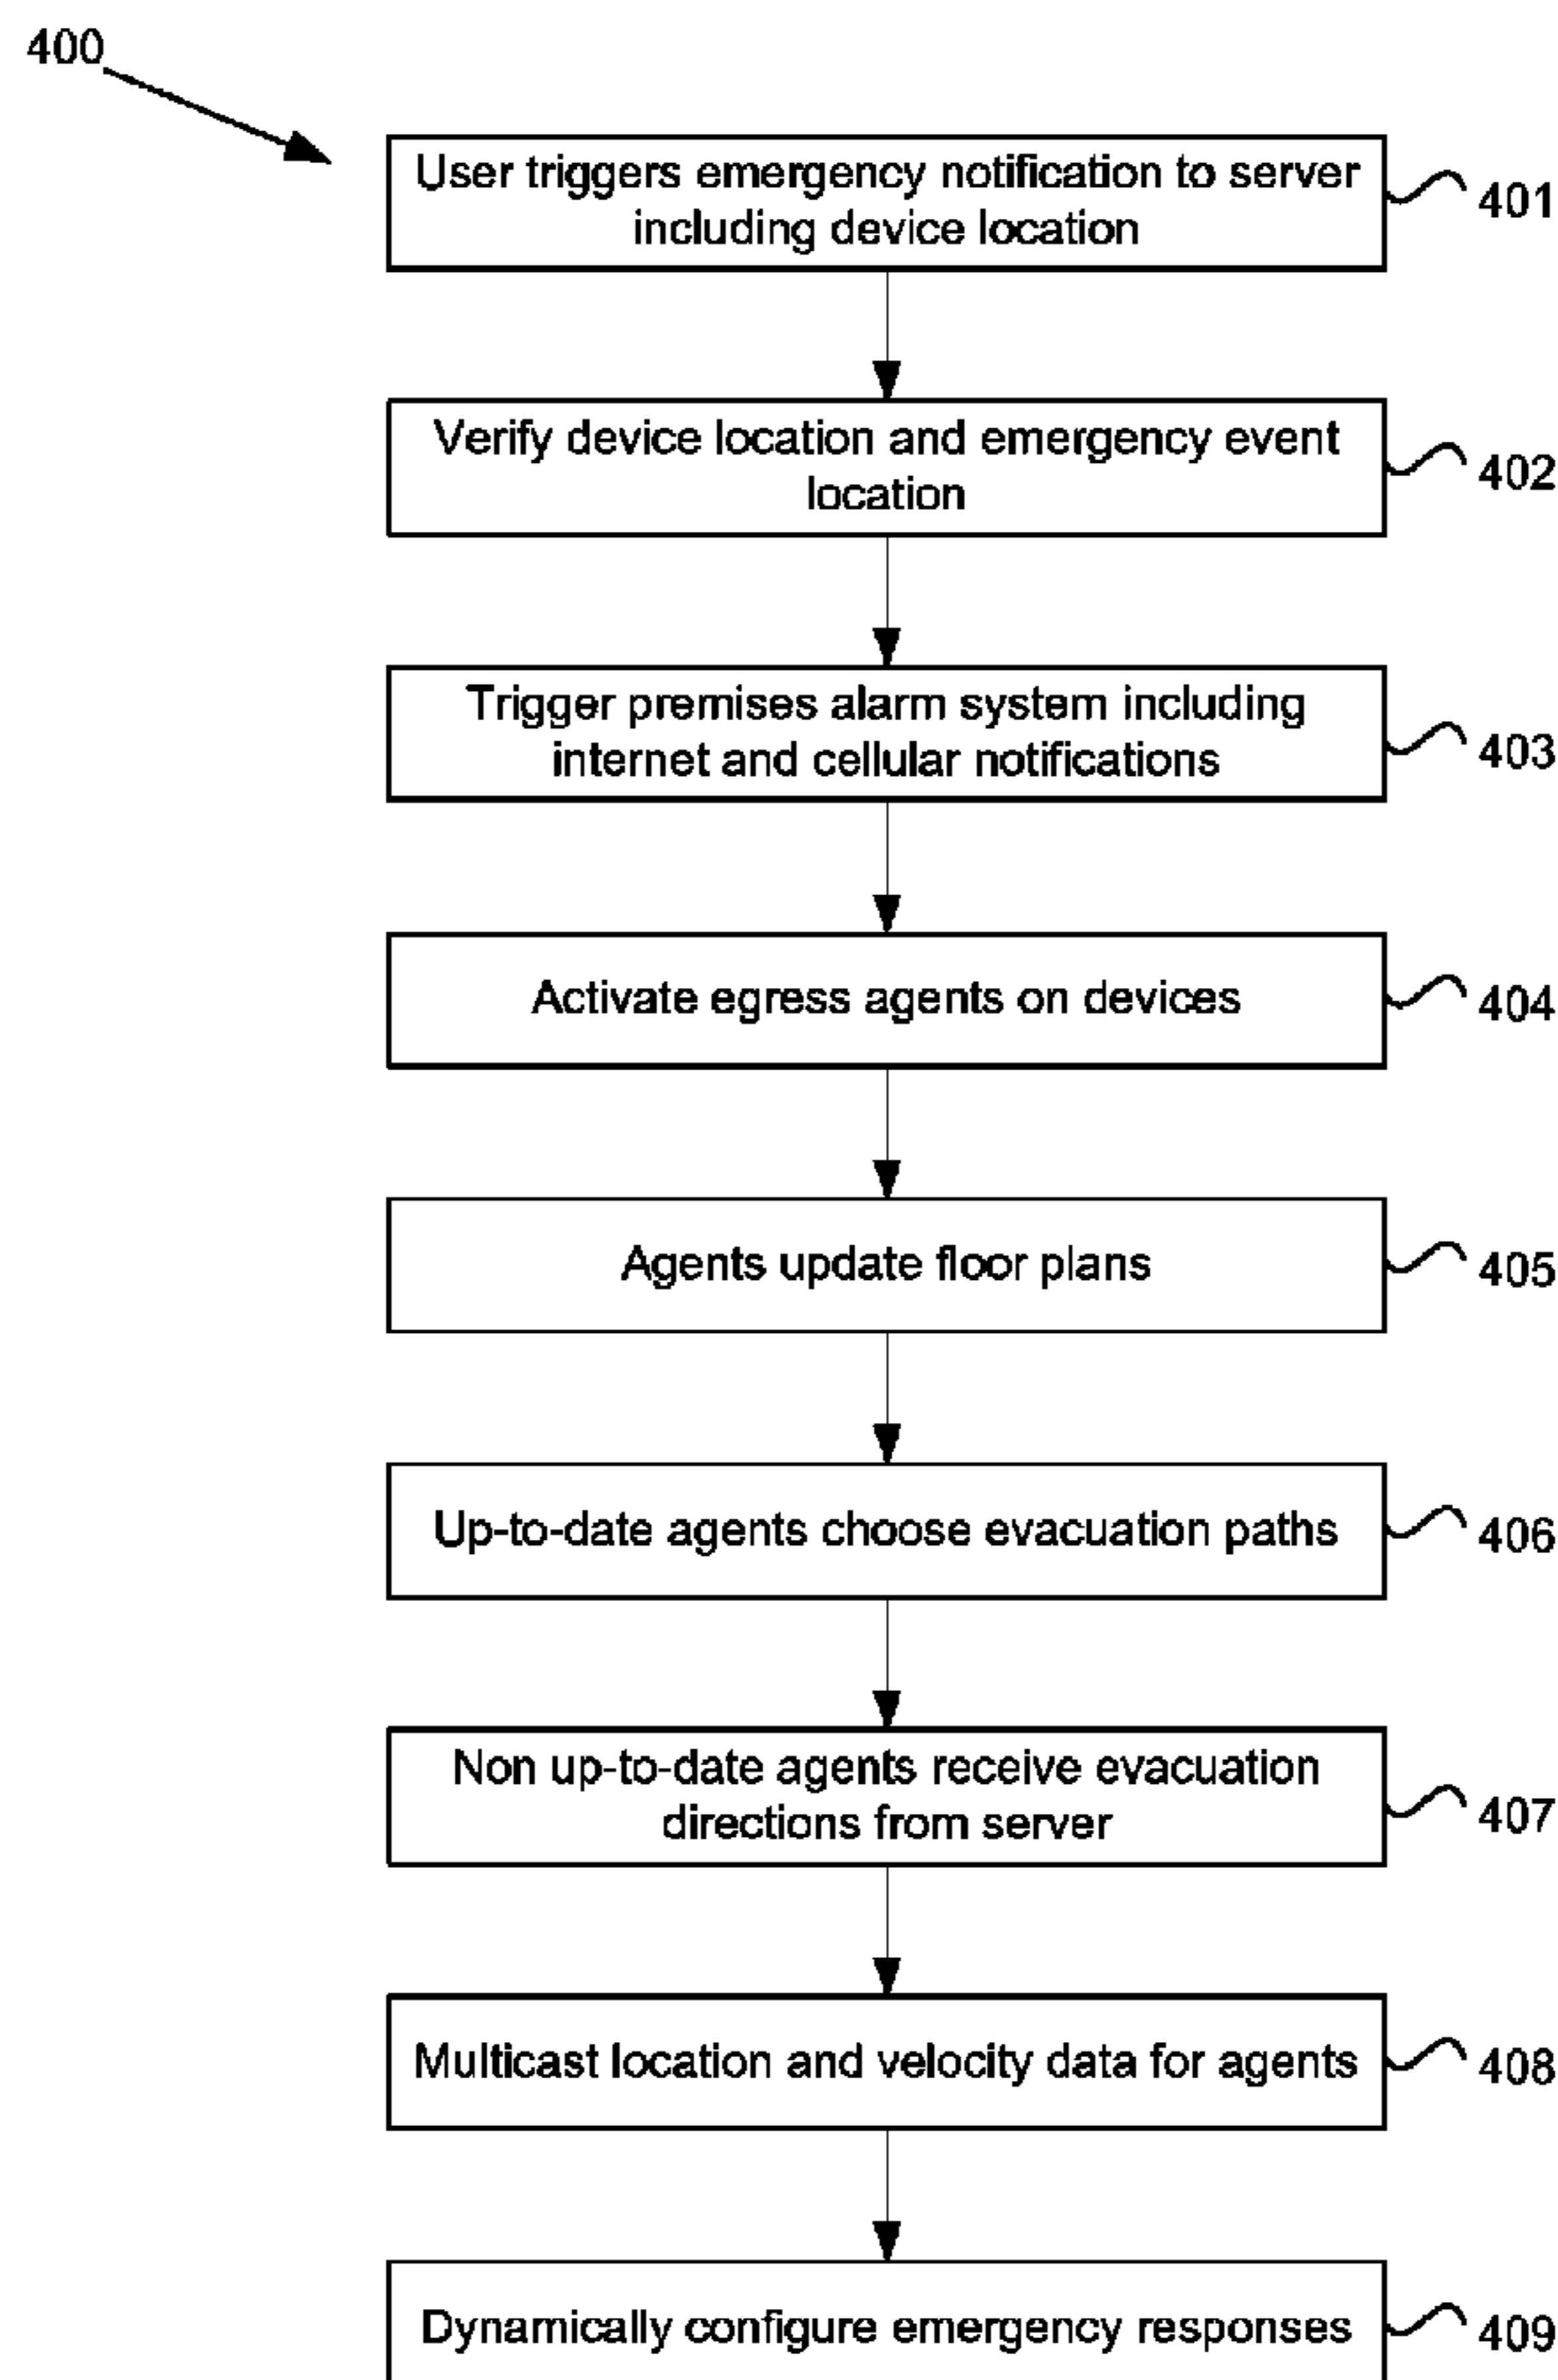 400
User triggers emergency notification to server
including device location
401
Verify device location and emergency event
location
402
Trigger premises alarm system including
internet and cellular notifications
403
Activate egress agents on devices
404
Agents update floor plans
405
Up-to-date agents choose evacuation paths
406
Non up-to-date agents receive evacuation
directions from server
407
Multicast location and velocity data for agents
408
Dynamically configure emergency responses
409